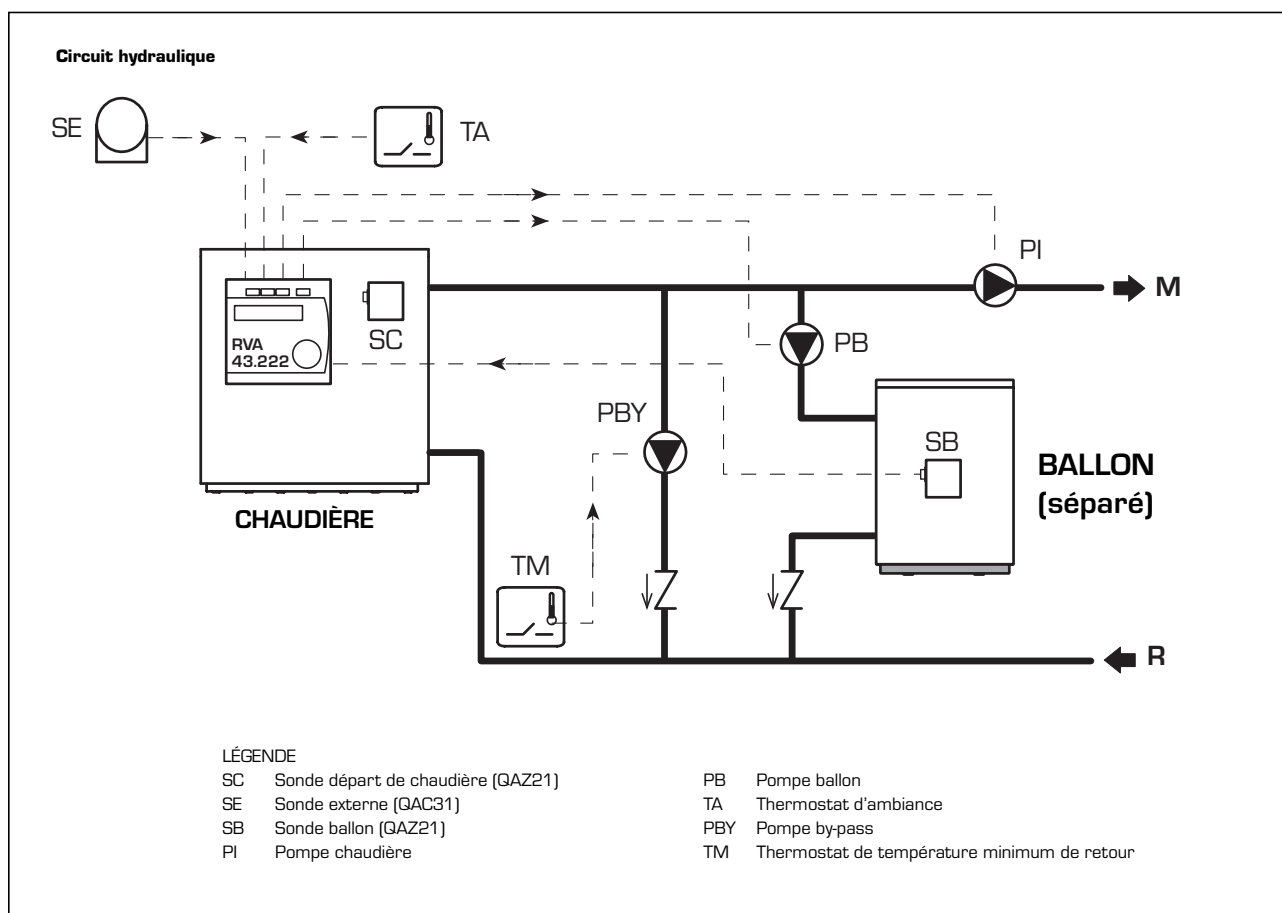 Circuit hydraulique
SE
TA
PI
M
RVA
43.222
SC
PB
PBY
SB
BALLON
(séparé)
CHAUDIÈRE
TM
R
LÉGENDE
SC Sonde départ de chaudière (QAZ21)
SE Sonde externe (QAC31)
SB Sonde ballon (QAZ21)
PI Pompe chaudière
PB Pompe ballon
TA Thermostat d'ambiance
PBY Pompe by-pass
TM Thermostat de température minimum de retour